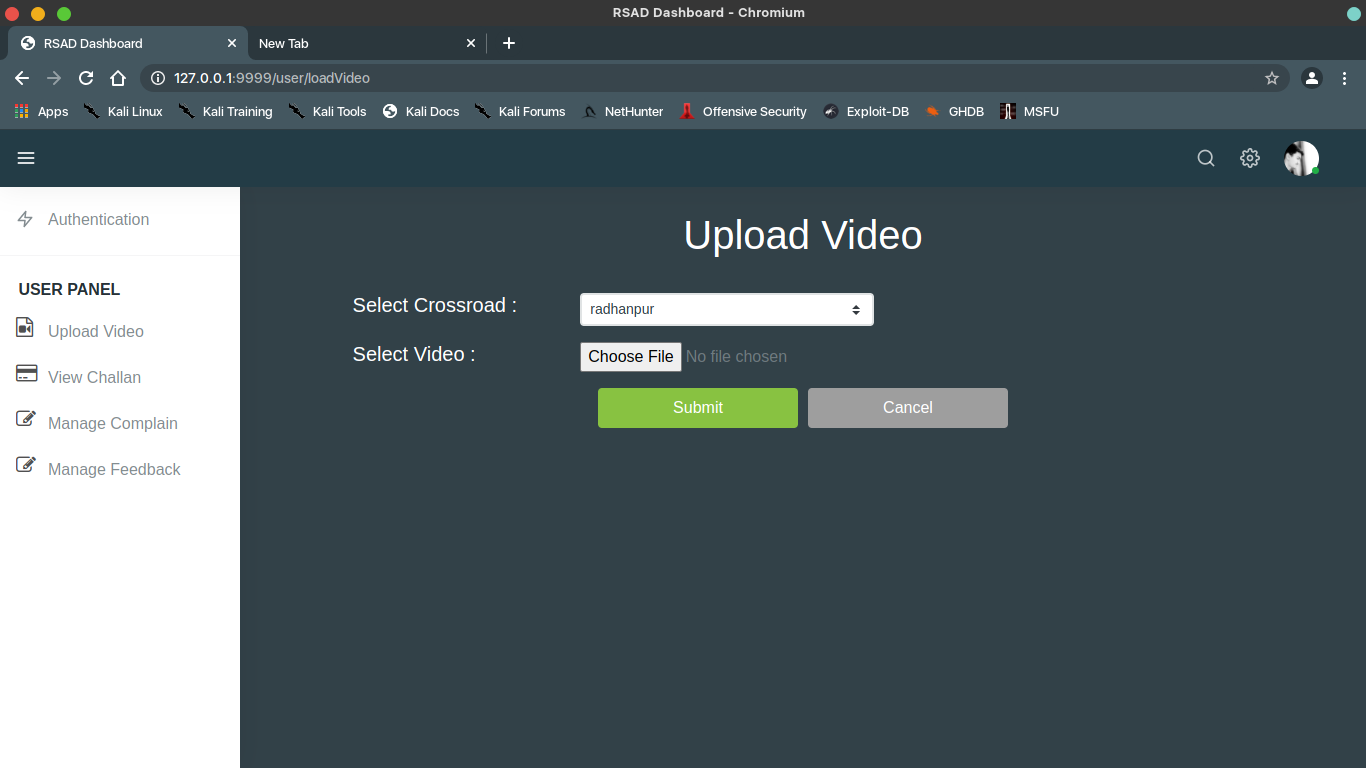 RSAD Dashboard - Chromium
RSAD Dashboard New Tab
127.0.0.1:9999/user/loadVideo
Apps Kali Linux Kali Training Kali Tools Kali Docs Kali Forums NetHunter Offensive Security Exploit-DB GHDB MSFU
Authentication
USER PANEL
Upload Video
View Challan
Manage Complain
Manage Feedback
Upload Video
Select Crossroad : radhanpur
Select Video : Choose File No file chosen
Submit Cancel